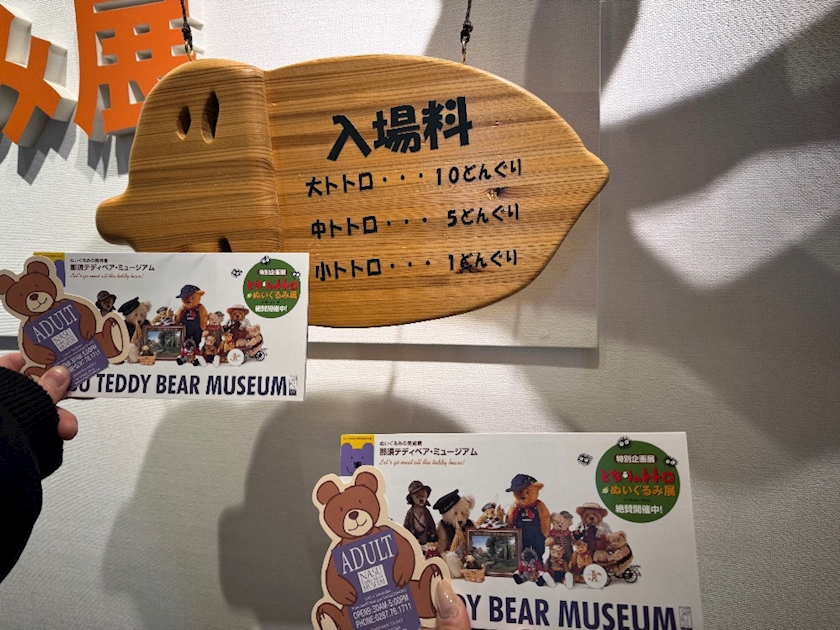 み展
入場料
大トトロ・・・10どんぐり
中トトロ・・・ 5どんぐり
小トトロ・・・ 1どんぐり
ぬいぐるみの美術館
那須テディベア・ミュージアム
Let's go meet all the teddy bears!
特別企画展
となりのトトロ
ぬいぐるみ展
絶賛開催中!
ADULT
NASU
TEDDY BEAR MUSEUM
ぬいぐるみの美術館
那須テディベア・ミュージアム
Let's go meet all the teddy bears!
特別企画展
となりのトトロ
ぬいぐるみ展
絶賛開催中!
ADULT
NASU
MUSEUM
OPEN9:30AM-5:00PM
PHONE:0287.76.1711
DY BEAR MUSEUM